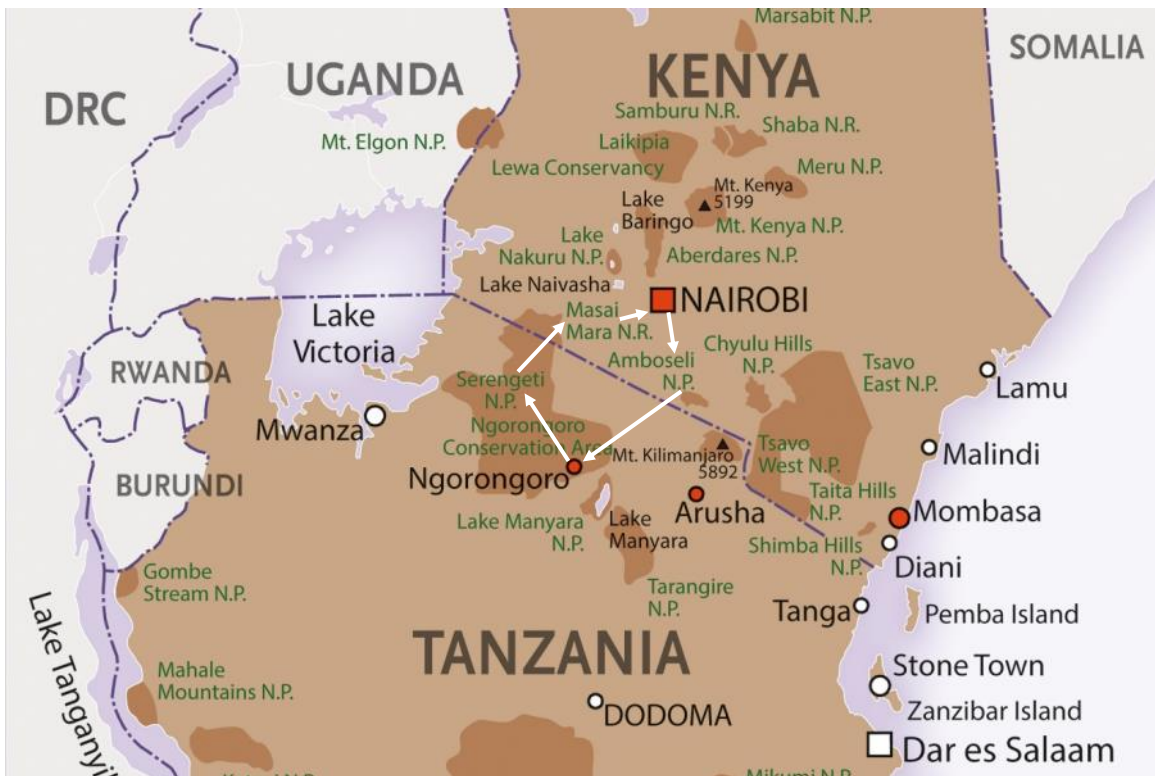 Marsabit N.P.
SOMALIA
KENYA
UGANDA
DRC
Samburu N.R.
Shaba N.R.
Mt. Elgon N.P.
Laikipia
Lewa Conservancy
Meru N.P.
Mt. Kenya
5199
Lake
Baringo
Mt. Kenya N.P.
Lake
Nakuru N.P.
Aberdares N.P.
Lake Naivasha
NAIROBI
Masai
Mara N.R.
Lake
Victoria
Chyulu Hills
N.P.
Amboseli
N.P.
Tsavo
East N.P.
RWANDA
Serengeti
N.P.
Lamu
Mwanza
Ngorongoro
Conservation Area
Mt. Kilimanjaro
5892
Tsavo
West N.P.
Malindi
BURUNDI
Ngorongoro
Arusha
Taita Hills
N.P.
Mombasa
Lake Manyara
N.P.
Lake
Manyara
Shimba Hills
N.P.
Diani
Gombe
Stream N.P.
Tarangire
N.P.
Tanga
Pemba Island
Lake
TANZANIA
Stone Town
Mahale
Mountains N.P.
DODOMA
Zanzibar Island
Dar es Salaam
Mikumi N.P.